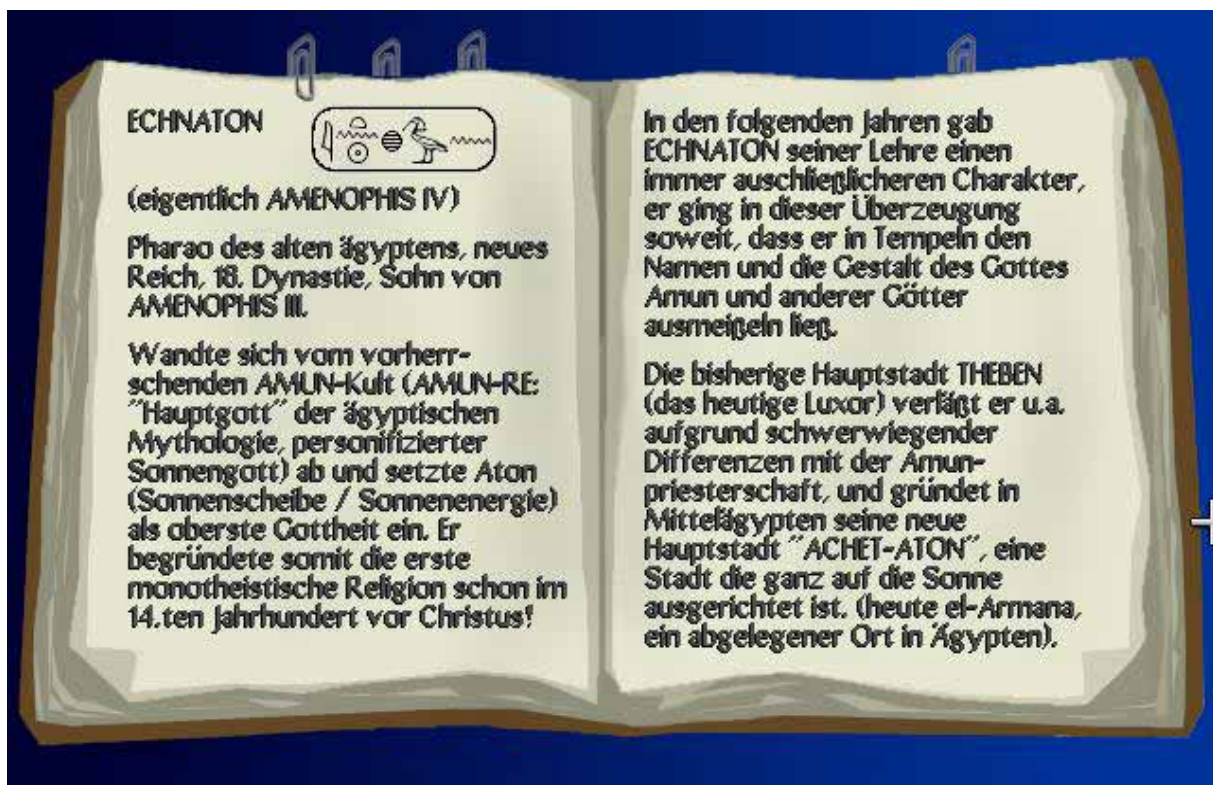 ECHNATON
(eigentlich AMENOPHIS IV)
Pharao des alten ägyptens, neues
Reich, 18. Dynastie, Sohn von
AMENOPHIS III.
Wandte sich vom vorherr-
schenden AMUN-Kult (AMUN-RE:
"Hauptgott" der ägyptischen
Mythologie, personifizierter
Sonnengott) ab und setzte Aton
(Sonnenscheibe / Sonnenenergie)
als oberste Gottheit ein. Er
begründete somit die erste
monotheistische Religion schon im
14.ten Jahrhundert vor Christus!
In den folgenden Jahren gab
ECHNATON seiner Lehre einen
immer auschließlicheren Charakter,
er ging in dieser Überzeugung
soweit, dass er in Tempeln den
Namen und die Gestalt des Gottes
Amun und anderer Götter
ausmeißeln ließ.
Die bisherige Hauptstadt THEBEN
(das heutige Luxor) verläßt er u.a.
aufgrund schwerwiegender
Differenzen mit der Amun-
priesterschaft, und gründet in
Mittelägypten seine neue
Hauptstadt "ACHET-ATON", eine
Stadt die ganz auf die Sonne
ausgerichtet ist. (heute el-Armana,
ein abgelegener Ort in Ägypten).